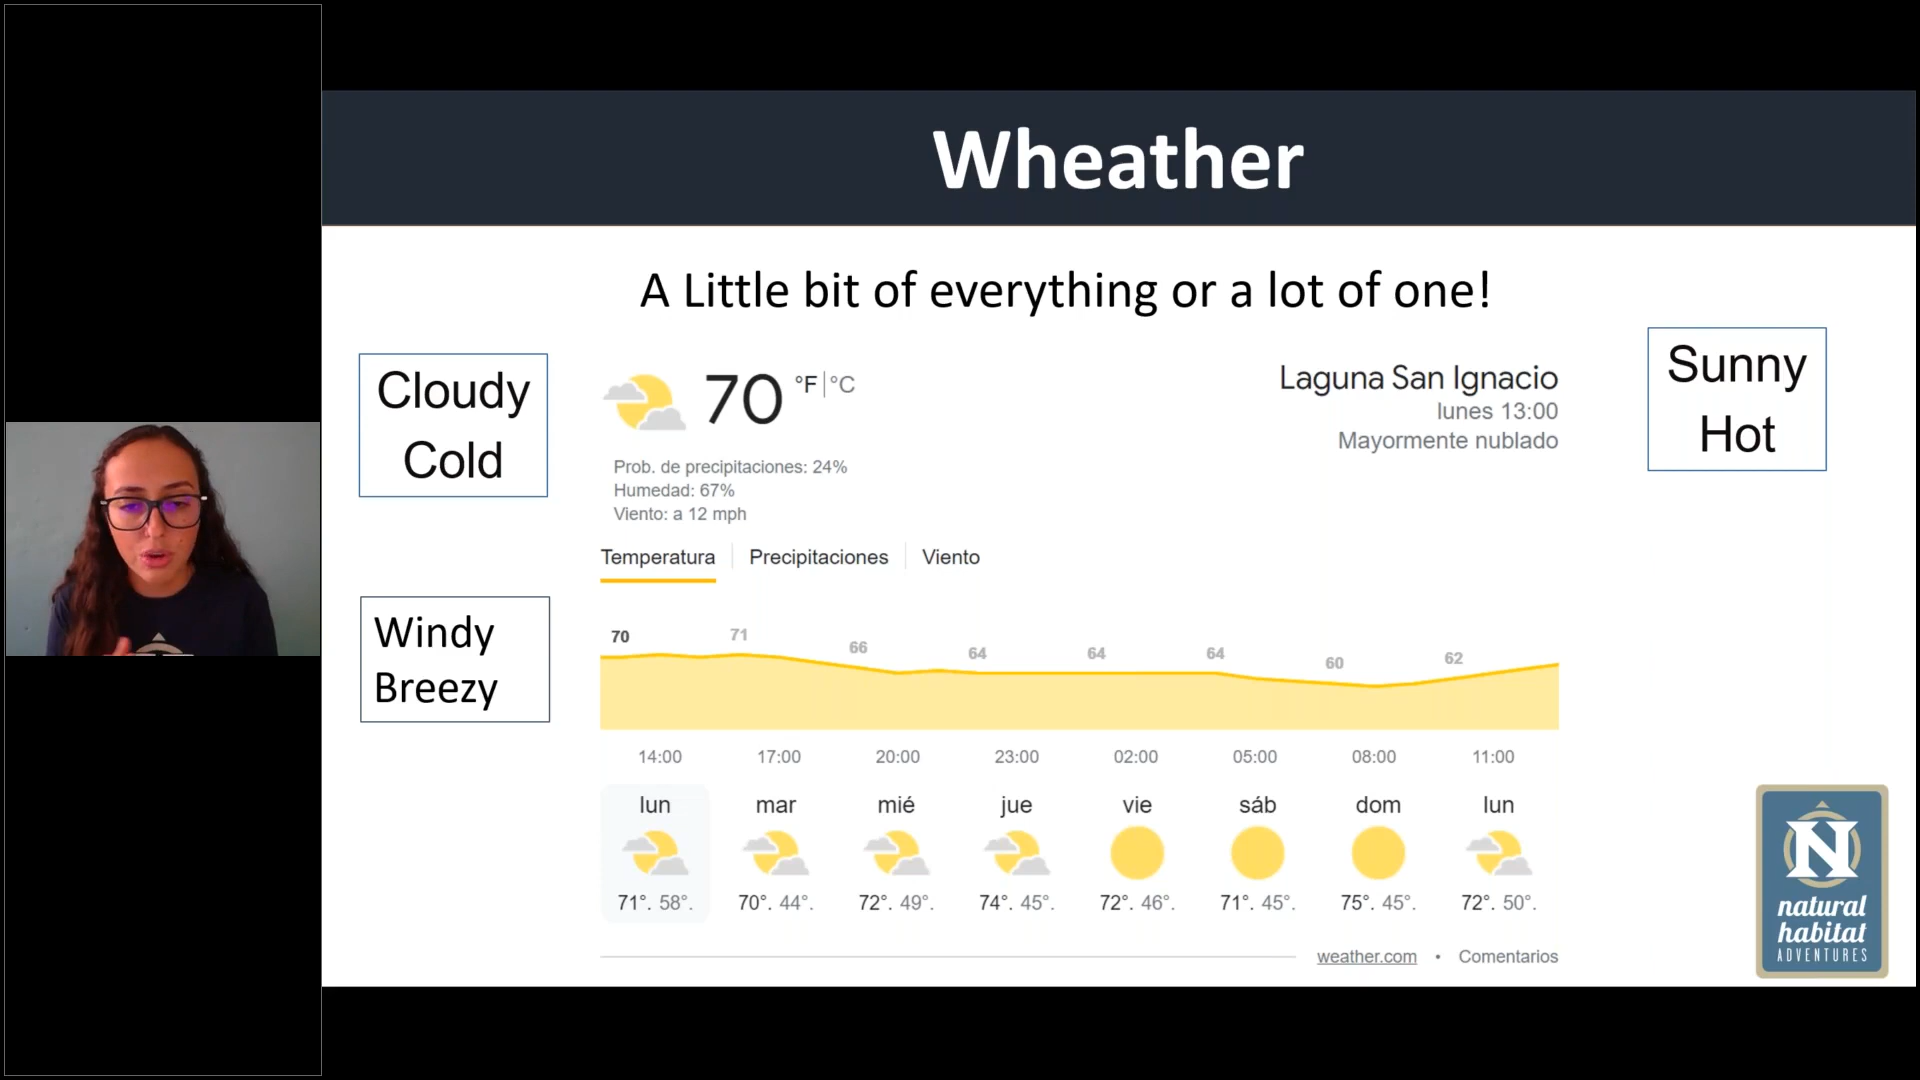 Wheather
A Little bit of everything or a lot of one!
Cloudy
Cold
Sunny
Hot
Windy
Breezy
70 °F | °C
Prob. de precipitaciones: 24%
Humedad: 67%
Viento: a 12 mph
Laguna San Ignacio
lunes 13:00
Mayormente nublado
Temperatura Precipitaciones Viento
70 71 66 64 64 64 60 62
14:00 17:00 20:00 23:00 02:00 05:00 08:00 11:00
lun mar mié jue vie sáb dom lun
71°. 58°. 70°. 44°. 72°. 49°. 74°. 45°. 72°. 46°. 71°. 45°. 75°. 45°. 72°. 50°.
weather.com • Comentarios
N
natural
habitat
ADVENTURES